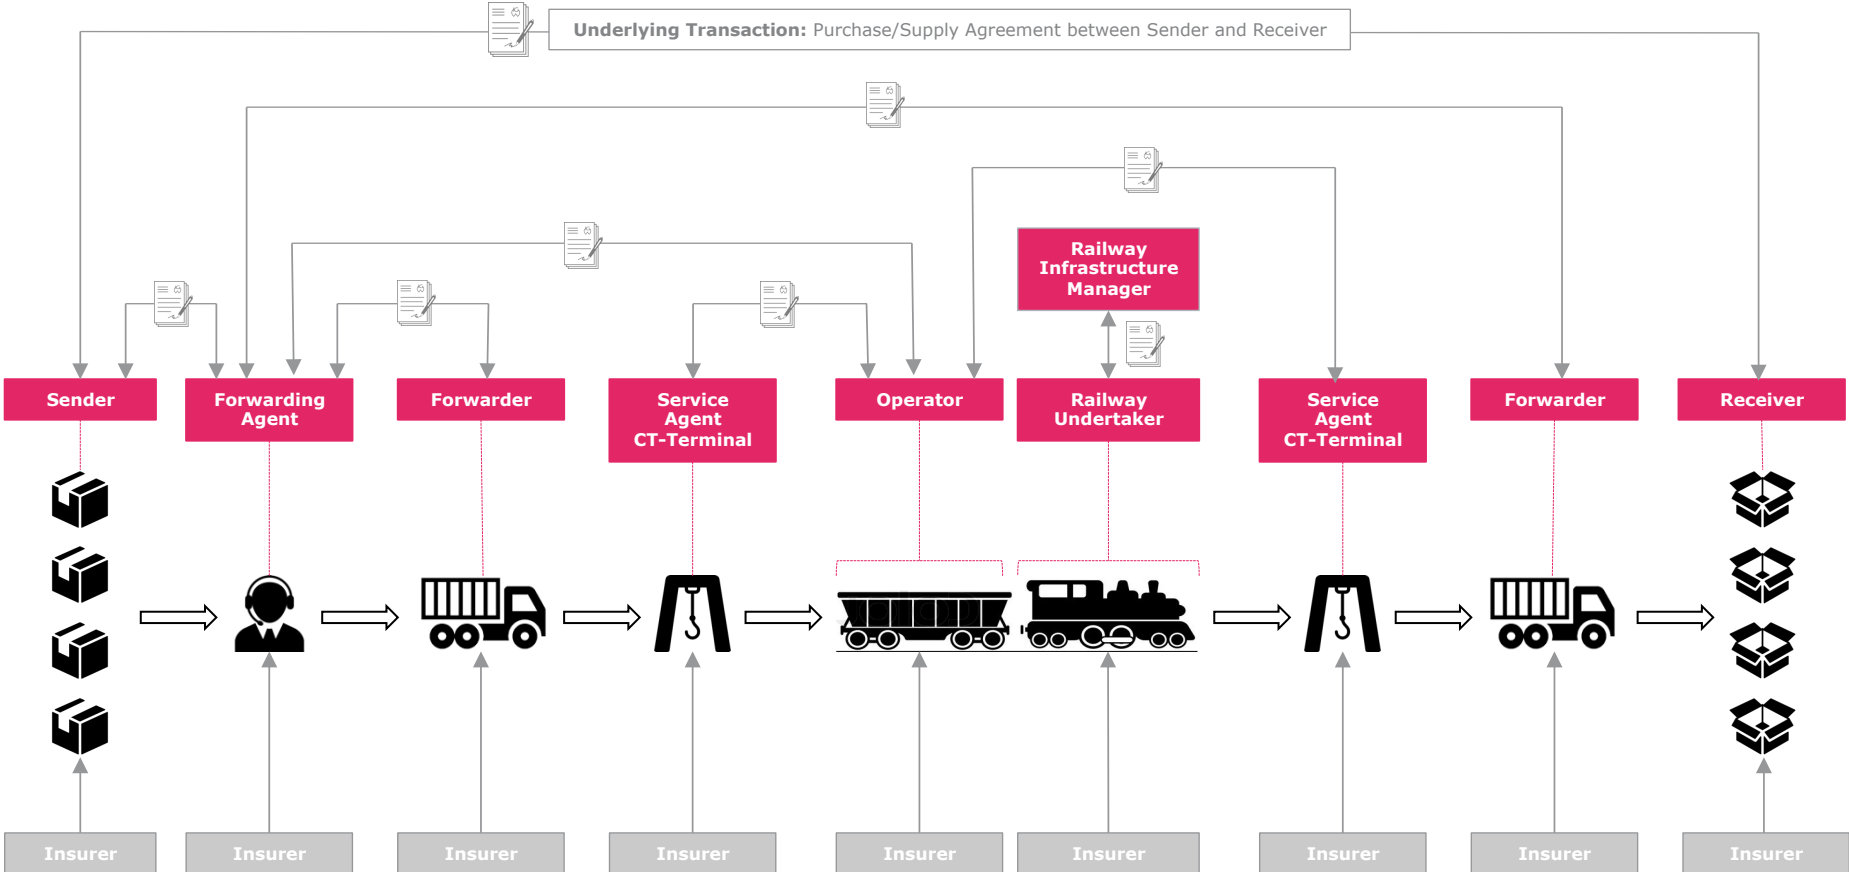 Underlying Transaction: Purchase/Supply Agreement between Sender and Receiver
Railway
Infrastructure
Manager
Sender
Forwarding
Agent
Forwarder
Service
Agent
CT-Terminal
Operator
Railway
Undertaker
Service
Agent
CT-Terminal
Forwarder
Receiver
Insurer
Insurer
Insurer
Insurer
Insurer
Insurer
Insurer
Insurer
Insurer